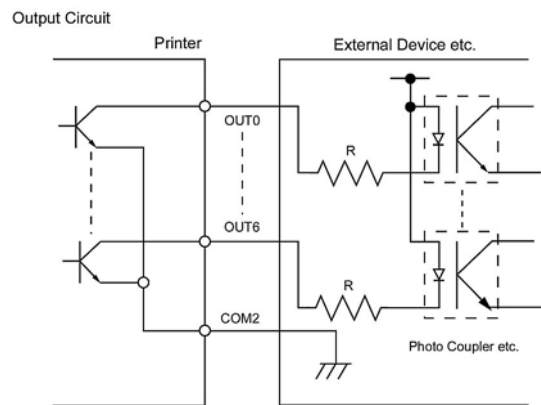 Output Circuit
Printer
External Device etc.
OUT0
R
OUT6
R
COM2
Photo Coupler etc.